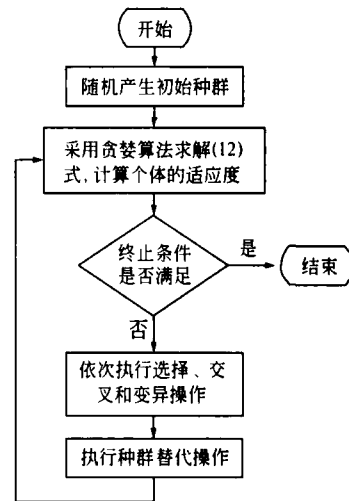 开始
随机产生初始种群
采用贪婪算法求解(12)
式,计算个体的适应度
终止条件
是否满足
是
结束
否
依次执行选择、交
叉和变异操作
执行种群替代操作